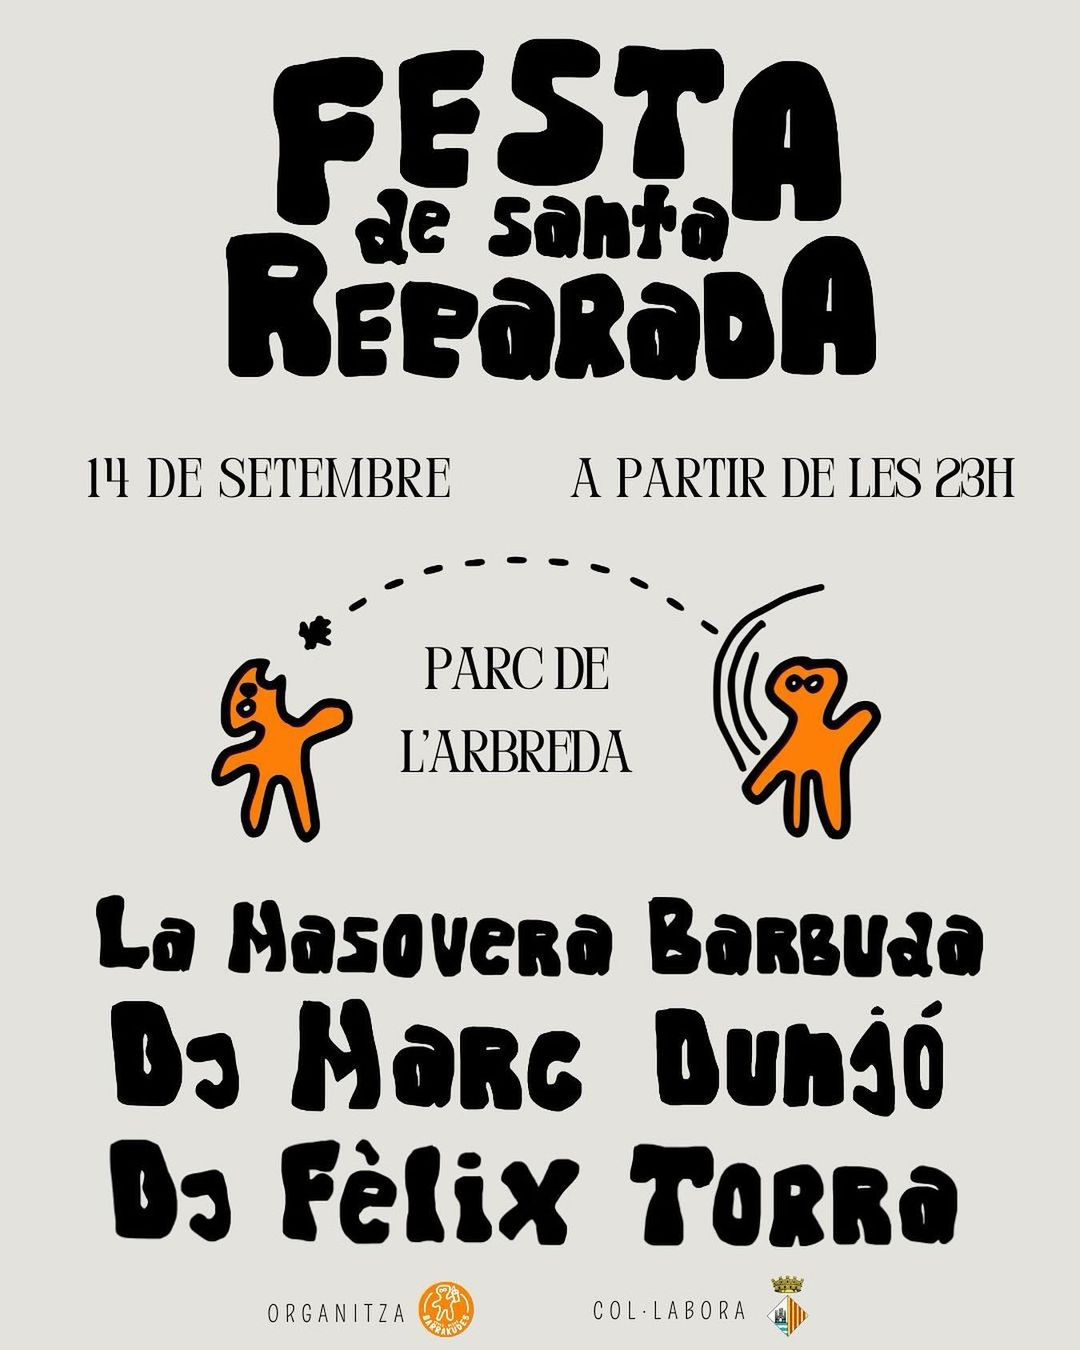 FESTA
de santa
REPARADA
14 DE SETEMBRE
A PARTIR DE LES 23H
PARC DE
L'ARBREDA
La Masovera Barbuda
Dj Marc Dunjó
Dj Fèlix Torra
ORGANITZA
BARRAKUDES
COL·LABORA